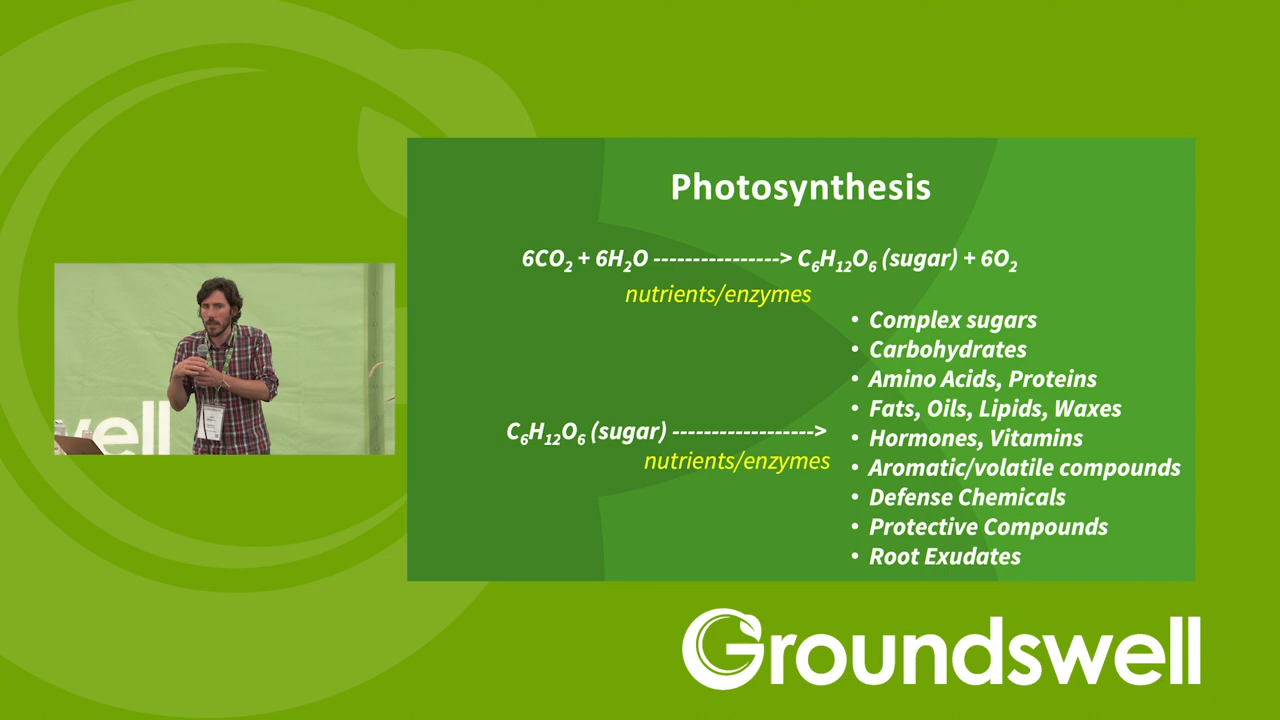 Photosynthesis
6CO₂ + 6H₂O ----------------> C₆H₁₂O₆ (sugar) + 6O₂
nutrients/enzymes
• Complex sugars
• Carbohydrates
• Amino Acids, Proteins
• Fats, Oils, Lipids, Waxes
• Hormones, Vitamins
• Aromatic/volatile compounds
• Defense Chemicals
• Protective Compounds
• Root Exudates
C₆H₁₂O₆ (sugar) ------------------>
nutrients/enzymes
well
Groundswell